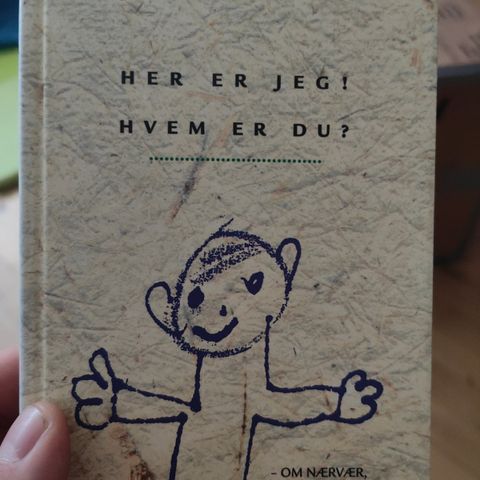 HER ER JEG!
HVEM ER DU?
– OM NÆRVÆR,